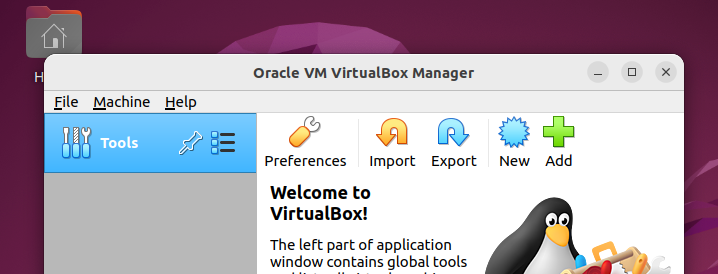 H
Oracle VM VirtualBox Manager
File Machine Help
Tools
Preferences Import Export New Add
Welcome to
VirtualBox!
The left part of application
window contains global tools